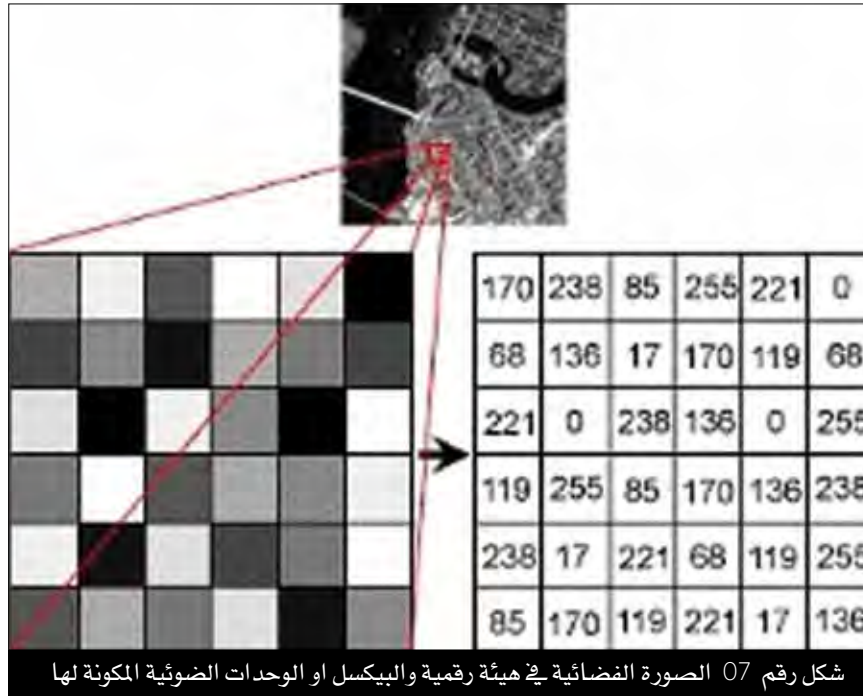 170 238 85 255 221 0
68 136 17 170 119 68
221 0 238 136 0 255
119 255 85 170 136 238
238 17 221 68 119 255
85 170 119 221 17 136
شكل رقم 07 الصورة الفضائية في هيئة رقمية والبيكسل او الوحدات الضوئية المكونة لها